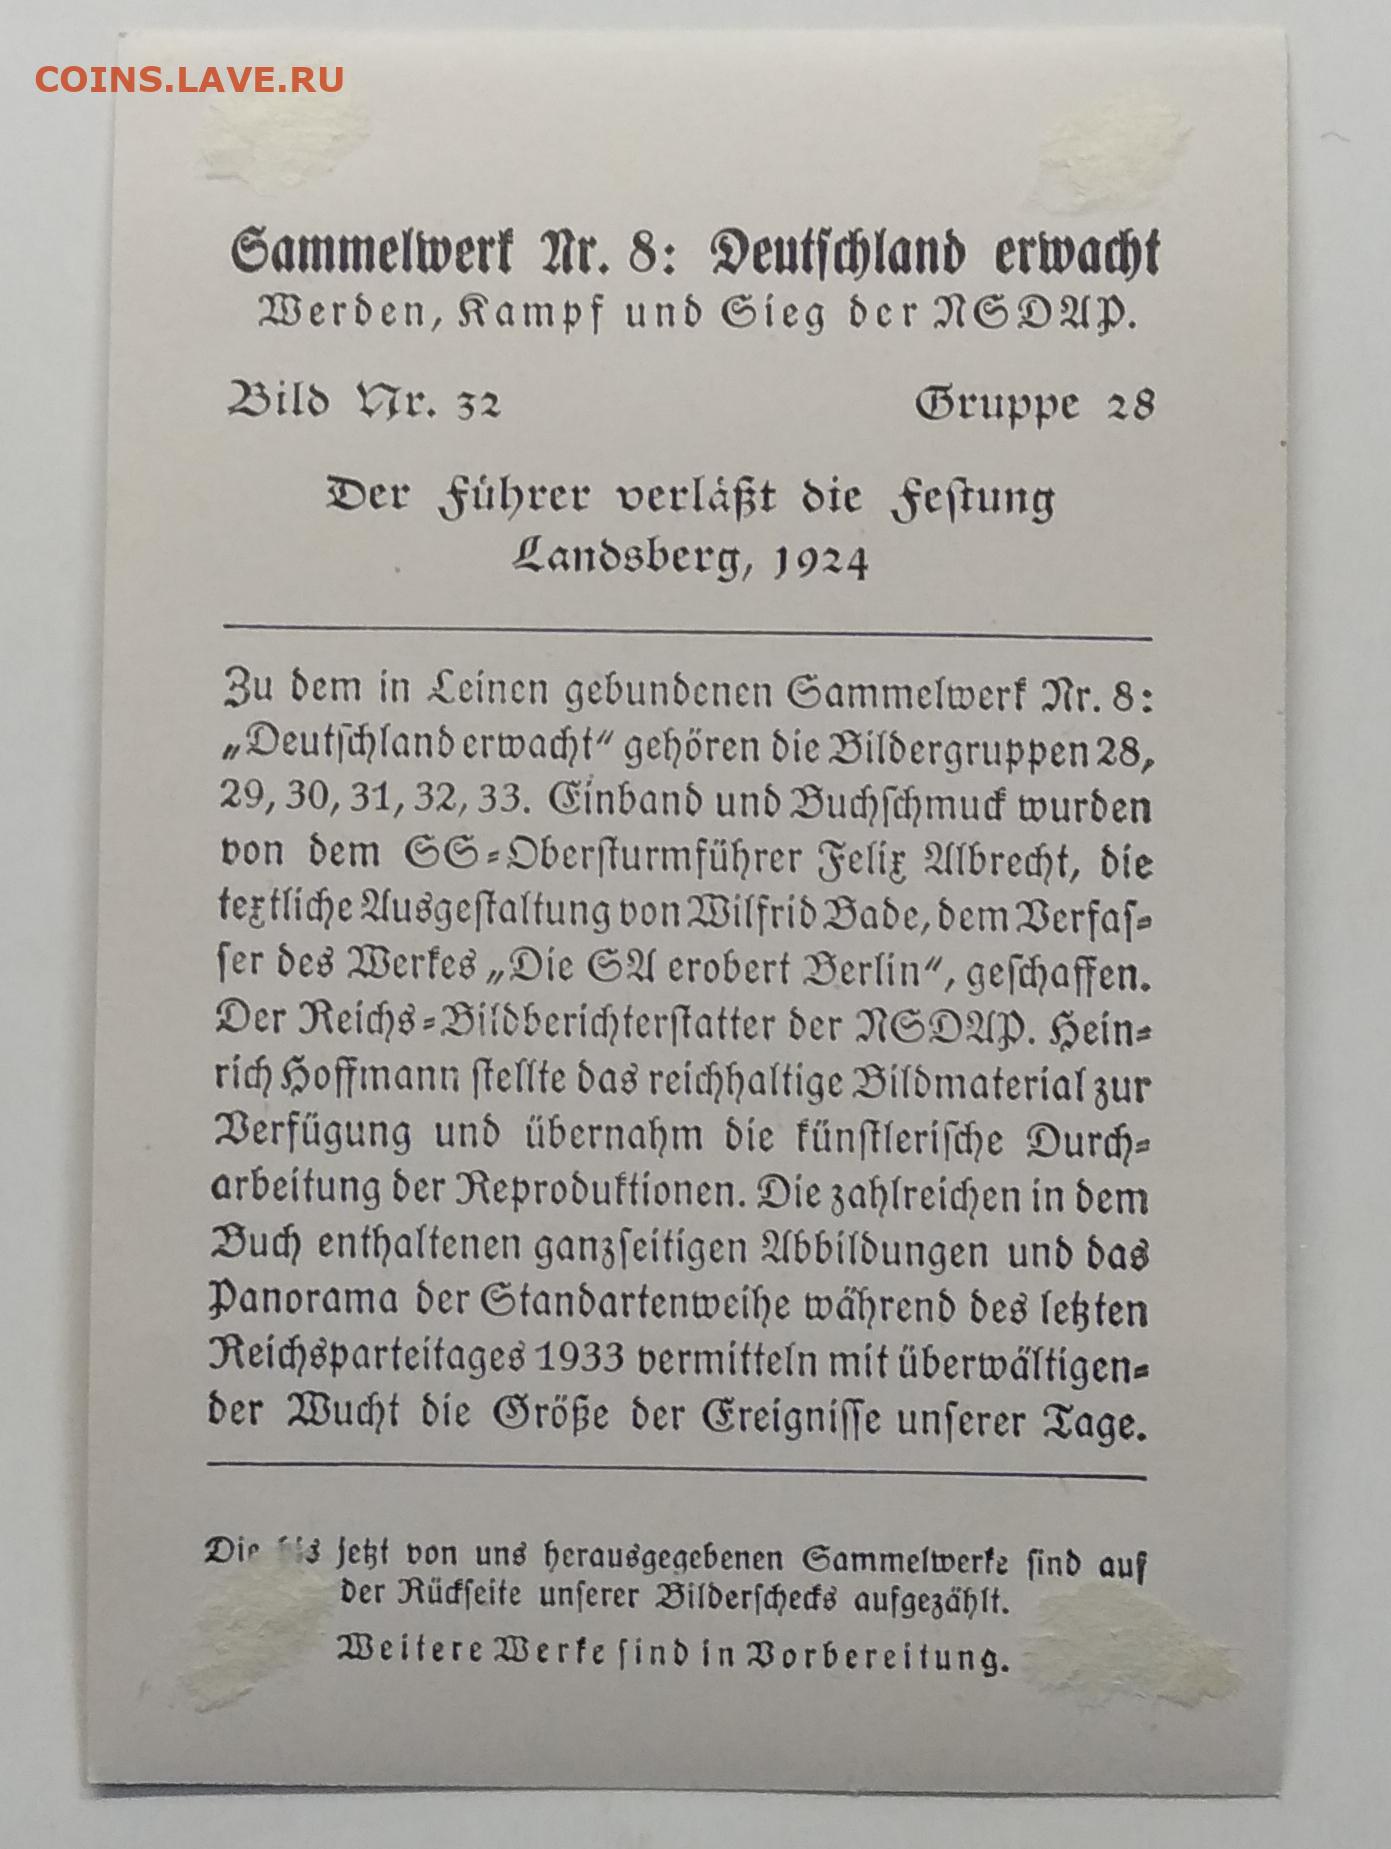 COINS.LAVE.RU
Sammelwerk Nr. 8: Deutschland erwacht
Werden, Kampf und Sieg der NSDAP.
Bild Nr. 32 Gruppe 28
Der Führer verläßt die Festung
Landsberg, 1924
Zu dem in Leinen gebundenen Sammelwerk Nr. 8:
„Deutschland erwacht“ gehören die Bildergruppen 28,
29, 30, 31, 32, 33. Einband und Buchschmuck wurden
von dem SS-Obersturmführer Felix Albrecht, die
textliche Ausgestaltung von Wilfrid Bade, dem Verfas-
ser des Werkes „Die SA erobert Berlin“, geschaffen.
Der Reichs-Bildberichterstatter der NSDAP. Hein-
rich Hoffmann stellte das reichhaltige Bildmaterial zur
Verfügung und übernahm die künstlerische Durch-
arbeitung der Reproduktionen. Die zahlreichen in dem
Buch enthaltenen ganzseitigen Abbildungen und das
Panorama der Standartenweihe während des letzten
Reichsparteitages 1933 vermitteln mit überwältigen-
der Wucht die Größe der Ereignisse unserer Tage.
Die bis jetzt von uns herausgegebenen Sammelwerke sind auf
der Rückseite unserer Bilderschecks aufgezählt.
Weitere Werke sind in Vorbereitung.